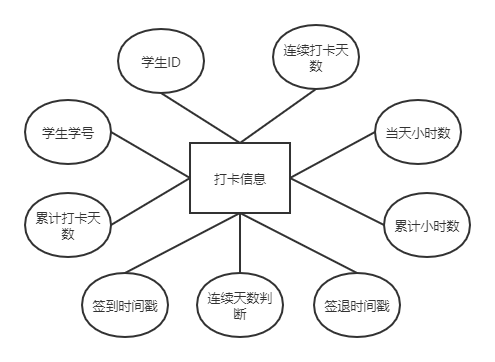 学生ID
连续打卡天
数
学生学号
当天小时数
打卡信息
累计打卡天
数
累计小时数
签到时间戳
连续天数判
断
签退时间戳